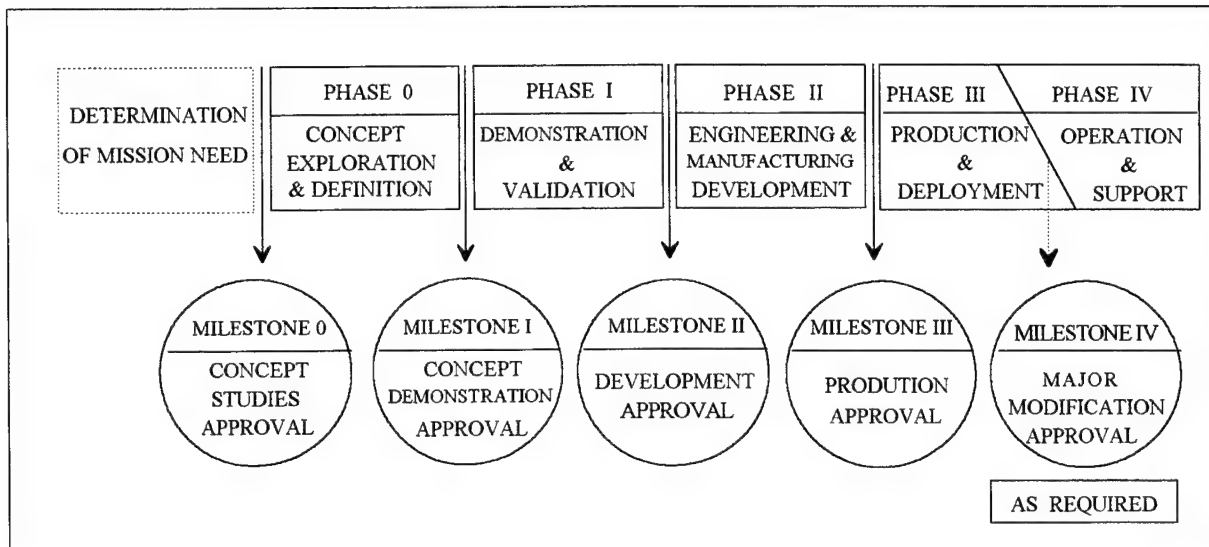 DETERMINATION
OF MISSION NEED
PHASE 0
CONCEPT
EXPLORATION
& DEFINITION
PHASE I
DEMONSTRATION
&
VALIDATION
PHASE II
ENGINEERING &
MANUFACTURING
DEVELOPMENT
PHASE III
PRODUCTION
&
DEPLOYMENT
PHASE IV
OPERATION
&
SUPPORT
MILESTONE 0
CONCEPT
STUDIES
APPROVAL
MILESTONE I
CONCEPT
DEMONSTRATION
APPROVAL
MILESTONE II
DEVELOPMENT
APPROVAL
MILESTONE III
PRODUTION
APPROVAL
MILESTONE IV
MAJOR
MODIFICATION
APPROVAL
AS REQUIRED